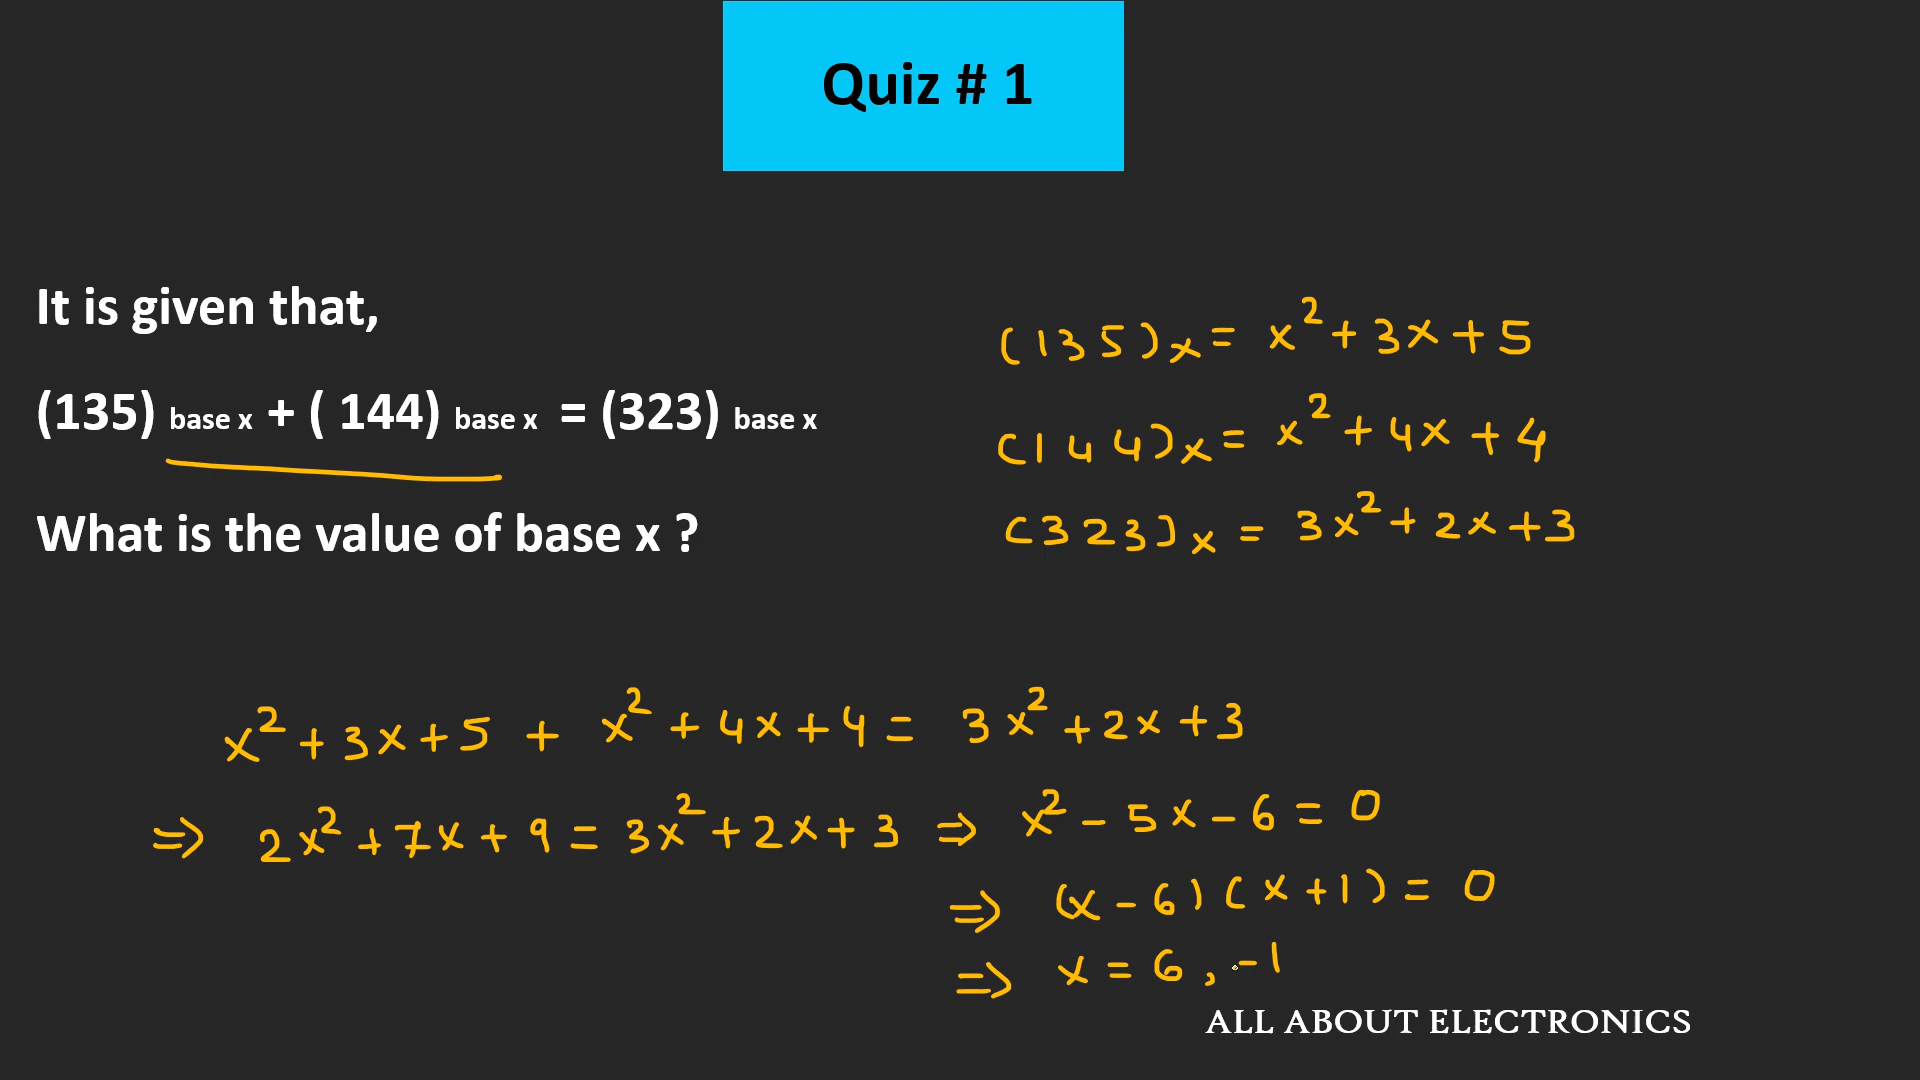 Quiz # 1
It is given that,
(135) base x + ( 144) base x = (323) base x
What is the value of base x ?
(135)x = x² + 3x + 5
(144)x = x² + 4x + 4
(323)x = 3x² + 2x + 3
x² + 3x + 5 + x² + 4x + 4 = 3x² + 2x + 3
⇒ 2x² + 7x + 9 = 3x² + 2x + 3 ⇒ x² - 5x - 6 = 0
⇒ (x - 6) (x + 1) = 0
⇒ x = 6, -1
ALL ABOUT ELECTRONICS